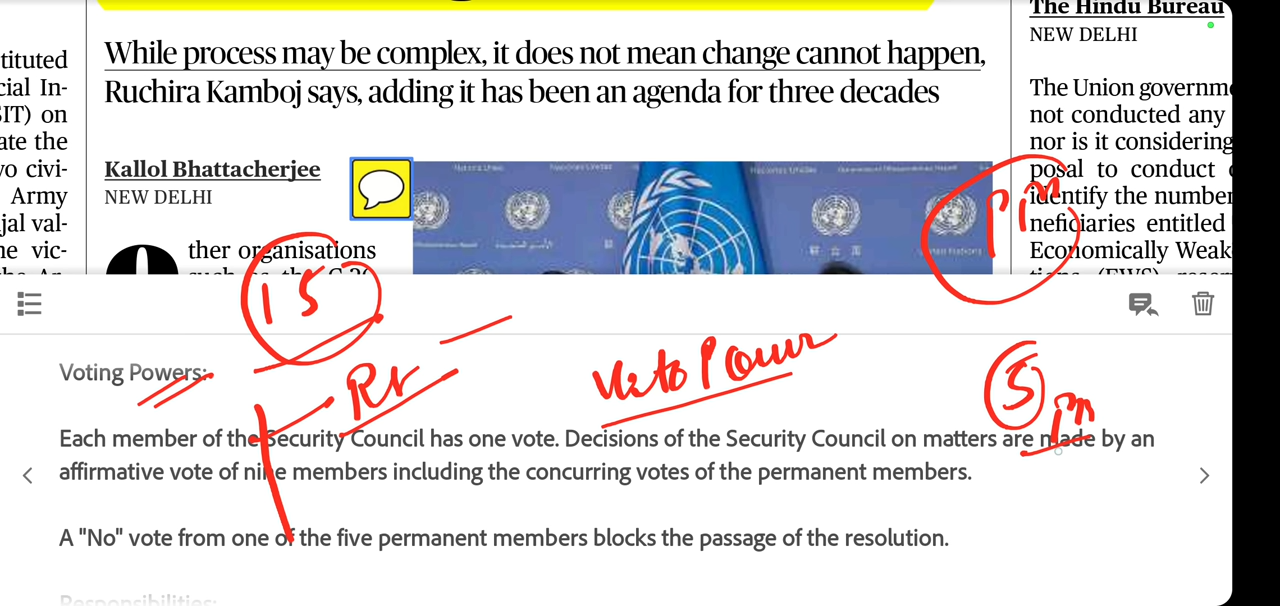 While process may be complex, it does not mean change cannot happen,
Ruchira Kamboj says, adding it has been an agenda for three decades
Kallol Bhattacherjee
NEW DELHI
ther organisations
tituted
cial In-
SIT) on
ate the
vo civi-
Army
ajal val-
ne vic-
The Hindu Bureau
NEW DELHI
The Union governme
not conducted any
nor is it considering
posal to conduct
identify the number
neficiaries entitled
Economically Weak
15
5
Veto Power
Voting Powers:
Each member of the Security Council has one vote. Decisions of the Security Council on matters are made by an
affirmative vote of nine members including the concurring votes of the permanent members.
A "No" vote from one of the five permanent members blocks the passage of the resolution.
Responsibilities: